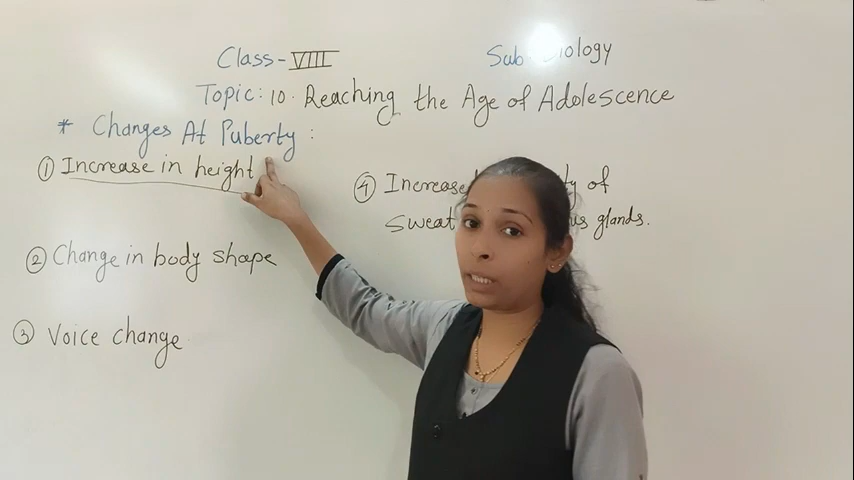 Class-VIII Sub iology
Topic: 10. Reaching the Age of Adolescence
* Changes At Puberty:
① Increase in height
② Change in body shape
③ Voice change
④ Increase ty of
sweat us glands.